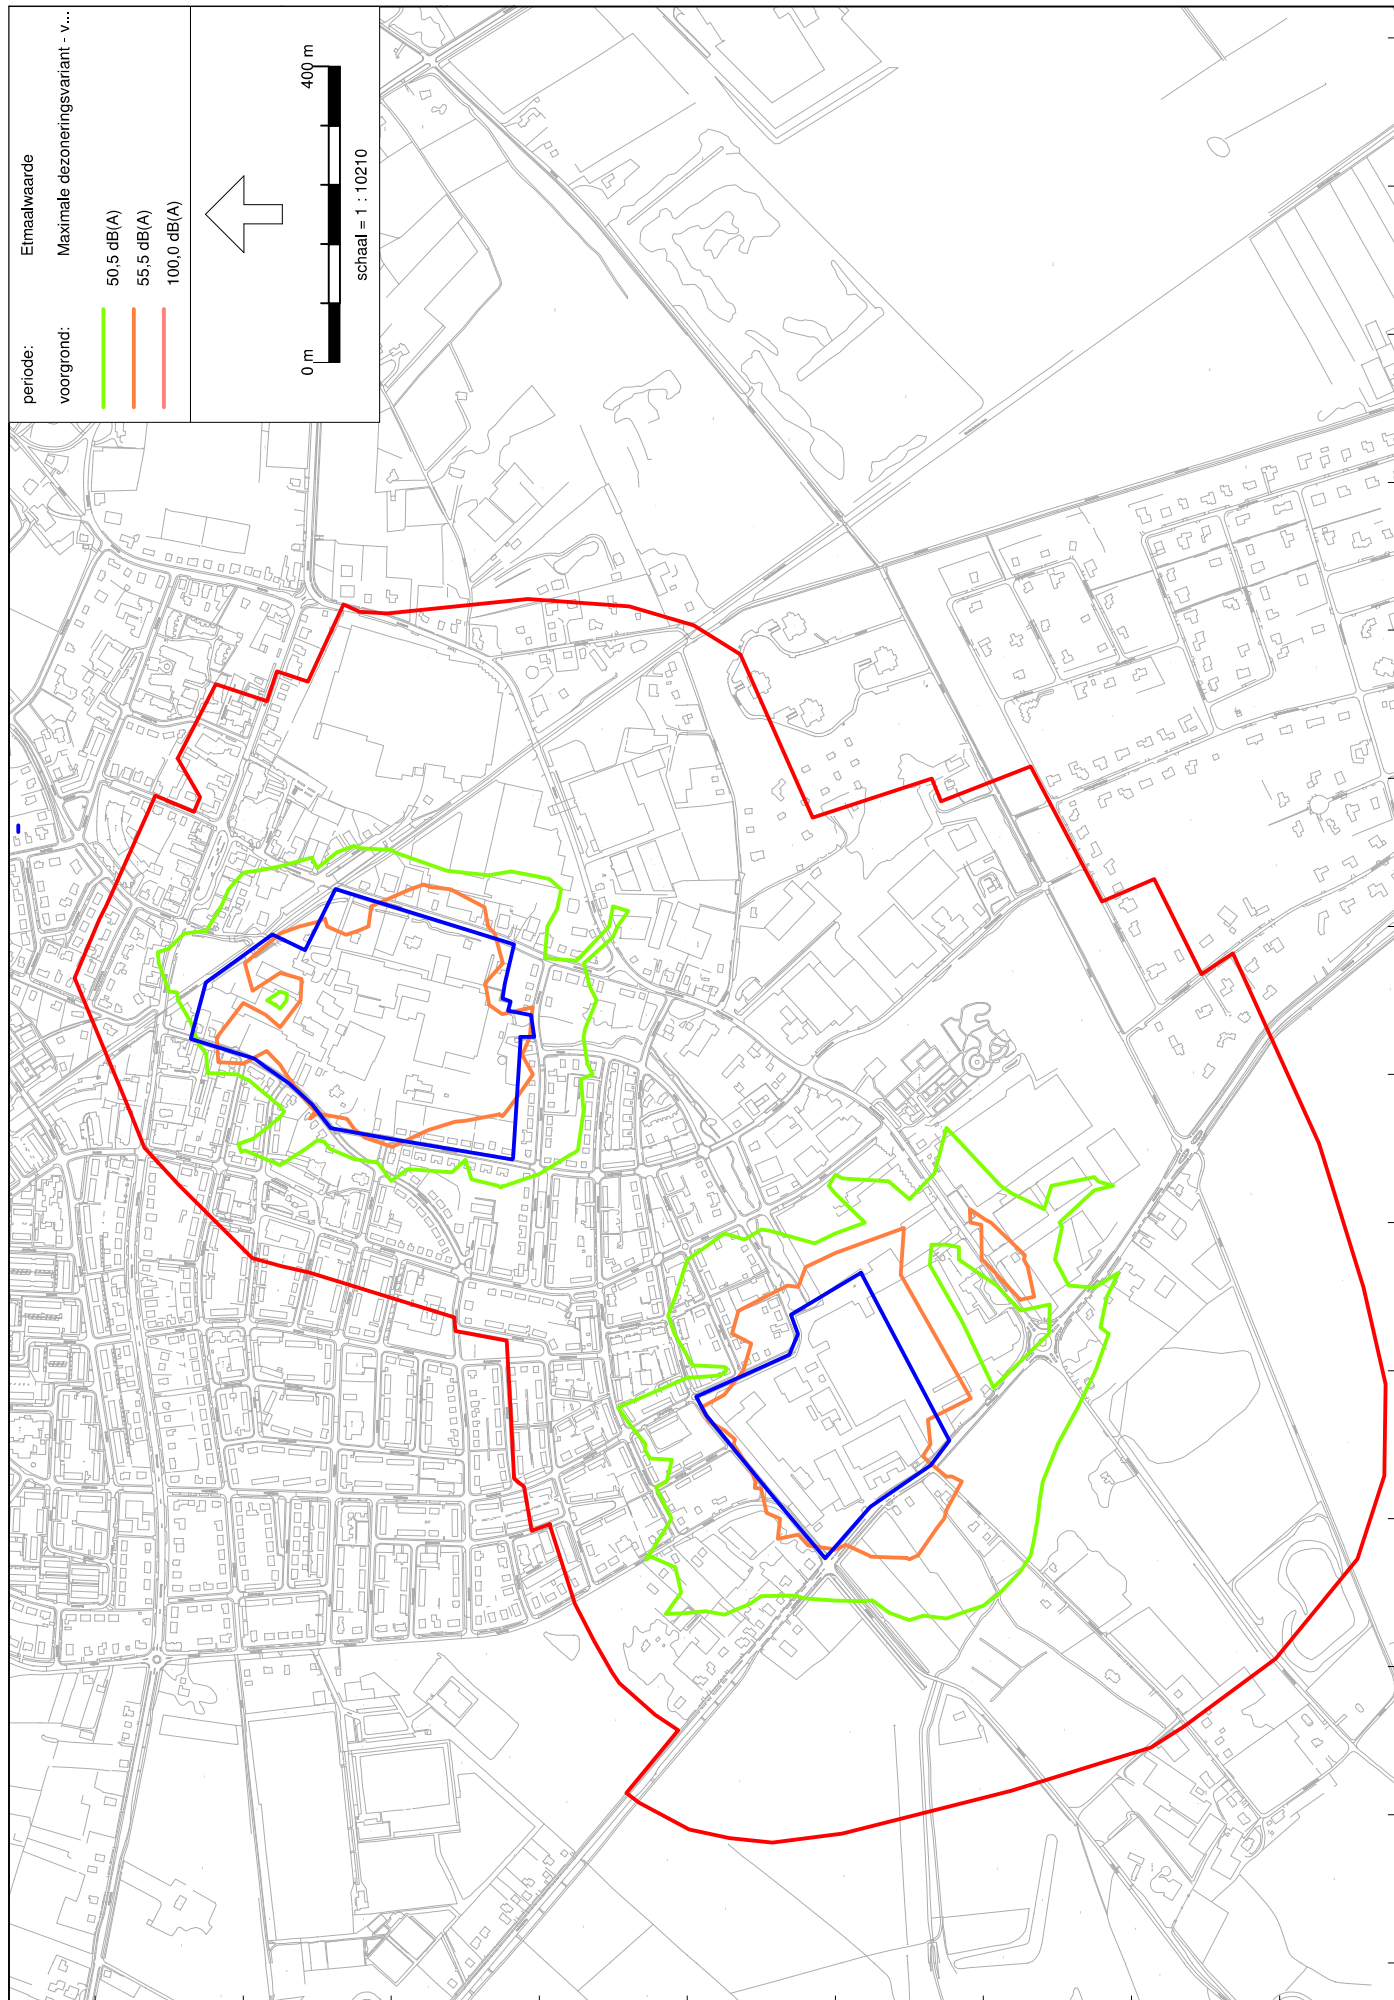 periode: Etmaalwaarde
voorgrond: Maximale dezoneringsvariant - v...
50,5 dB(A)
55,5 dB(A)
100,0 dB(A)
0 m 400 m
schaal = 1 : 10210